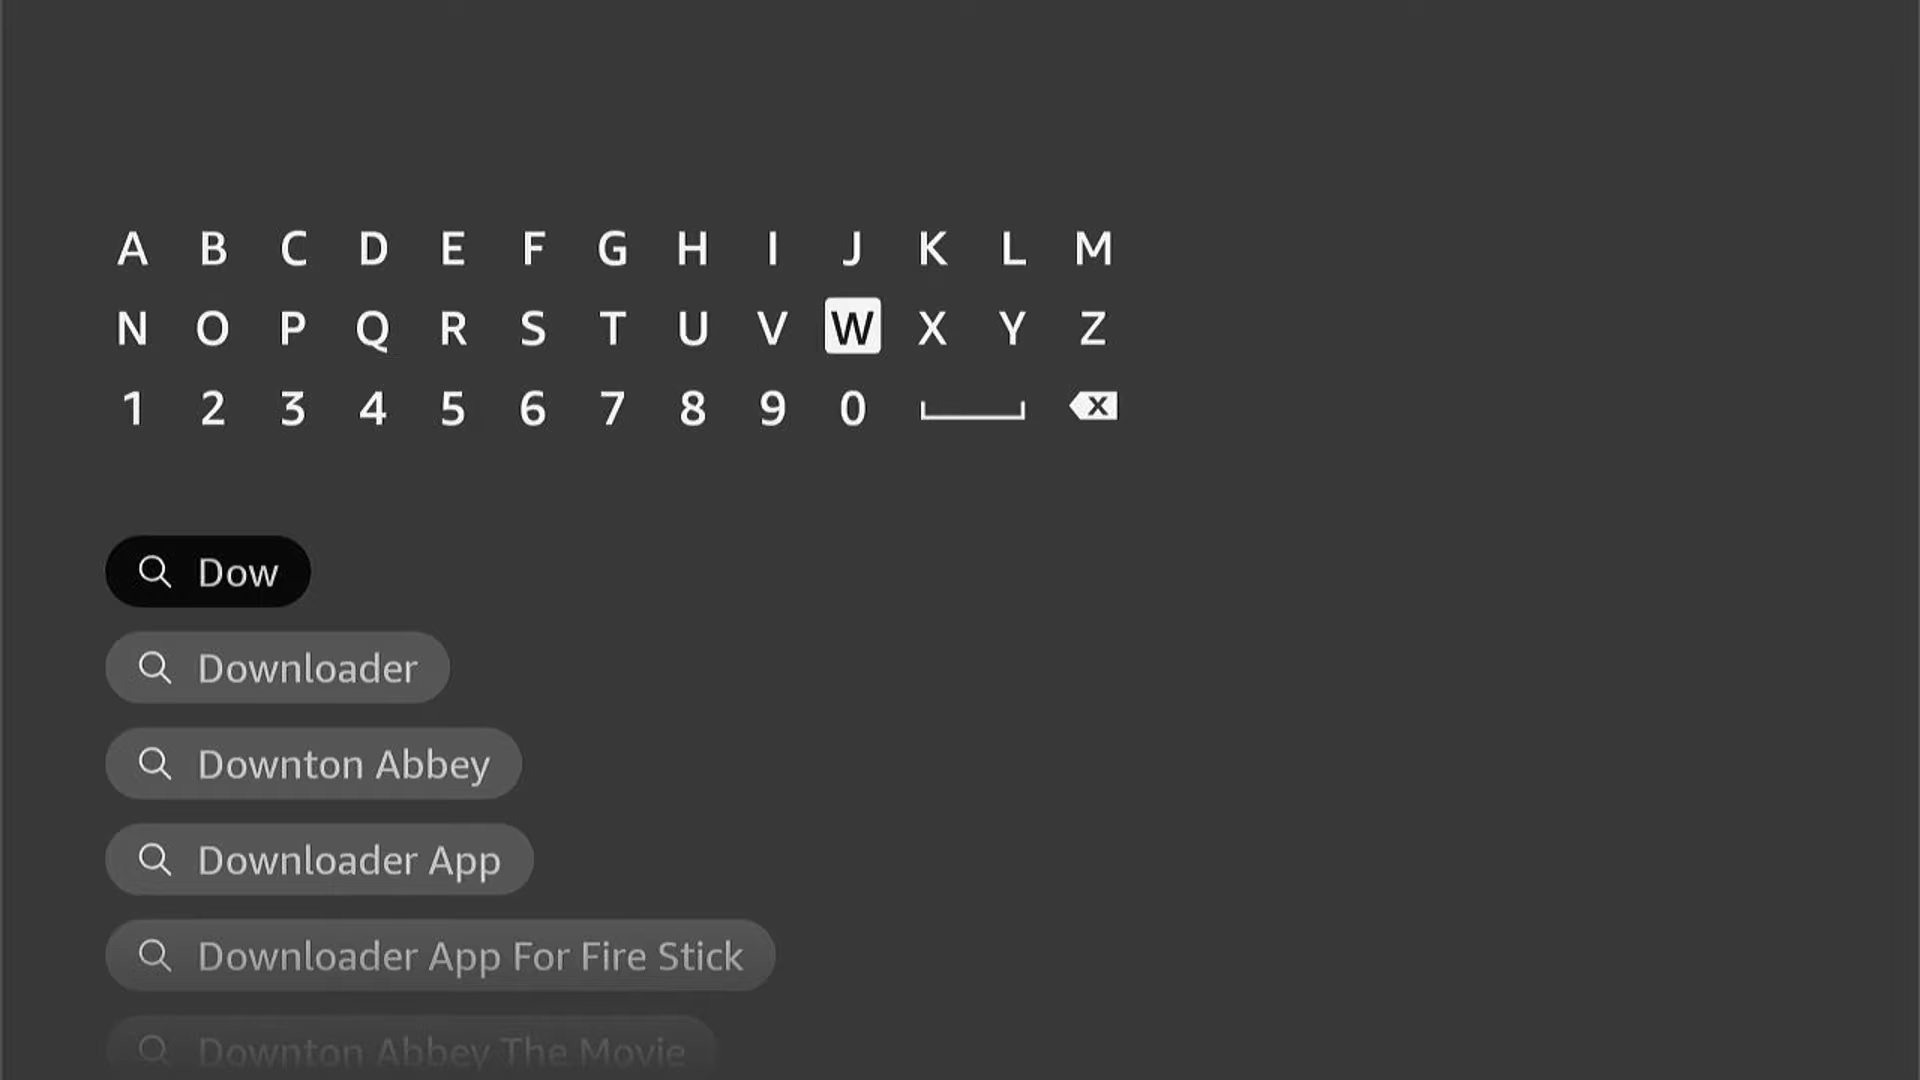 A B C D E F G H I J K L M
N O P Q R S T U V W X Y Z
1 2 3 4 5 6 7 8 9 0
Dow
Downloader
Downton Abbey
Downloader App
Downloader App For Fire Stick
Downton Abbey The Movie